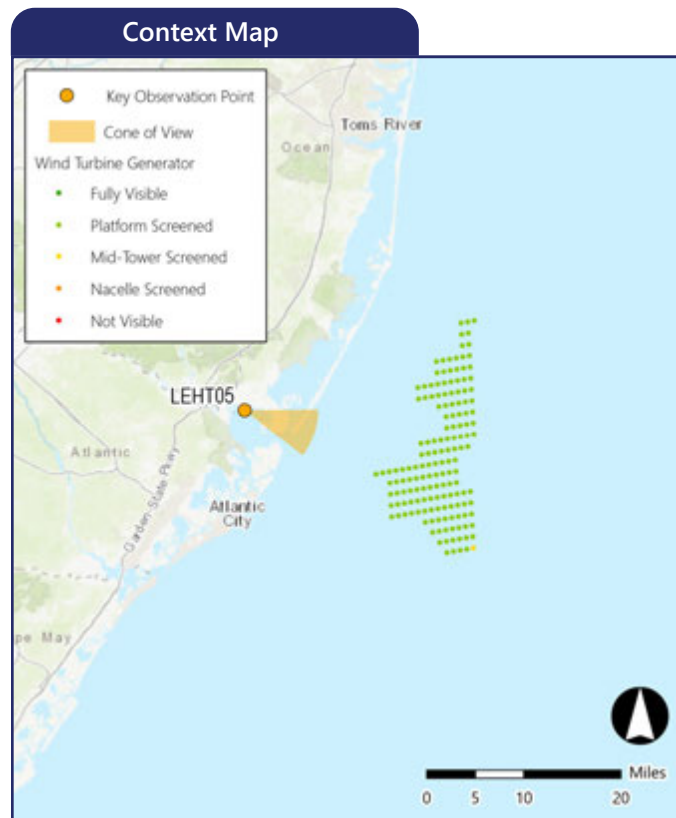 Context Map
Key Observation Point
Cone of View
Wind Turbine Generator
Fully Visible
Platform Screened
Mid-Tower Screened
Nacelle Screened
Not Visible
Toms River
Ocean
LEHT05
Atlantic
Garden State Pkwy
Atlantic
City
pe May
Miles
0 5 10 20